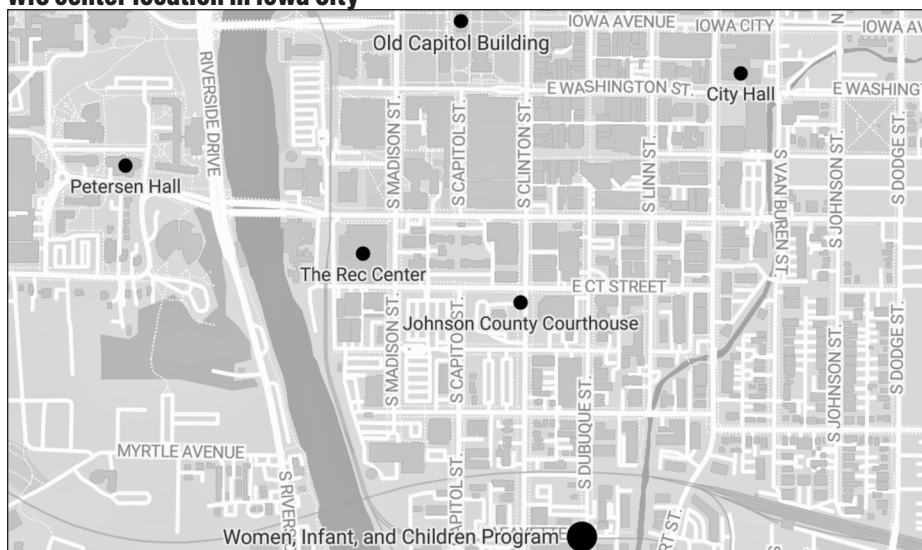 WIC center location in Iowa City
IOWA AVENUE
IOWA CITY
IOWA AV
N
Old Capitol Building
City Hall
E WASHINGTON ST.
E WASHING
RIVERSIDE DRIVE
S MADISON ST.
S CAPITOL ST.
S CLINTON ST.
S LINN ST.
S VAN BUREN ST.
S JOHNSON ST.
S DODGE ST.
Petersen Hall
The Rec Center
E CT STREET
Johnson County Courthouse
S MADISON ST.
S CAPITOL ST.
S DUBUQUE ST.
S JOHNSON ST.
S DODGE ST.
MYRTLE AVENUE
S RIVERS
CAPITOL ST.
RT ST.
Women, Infant, and Children Program